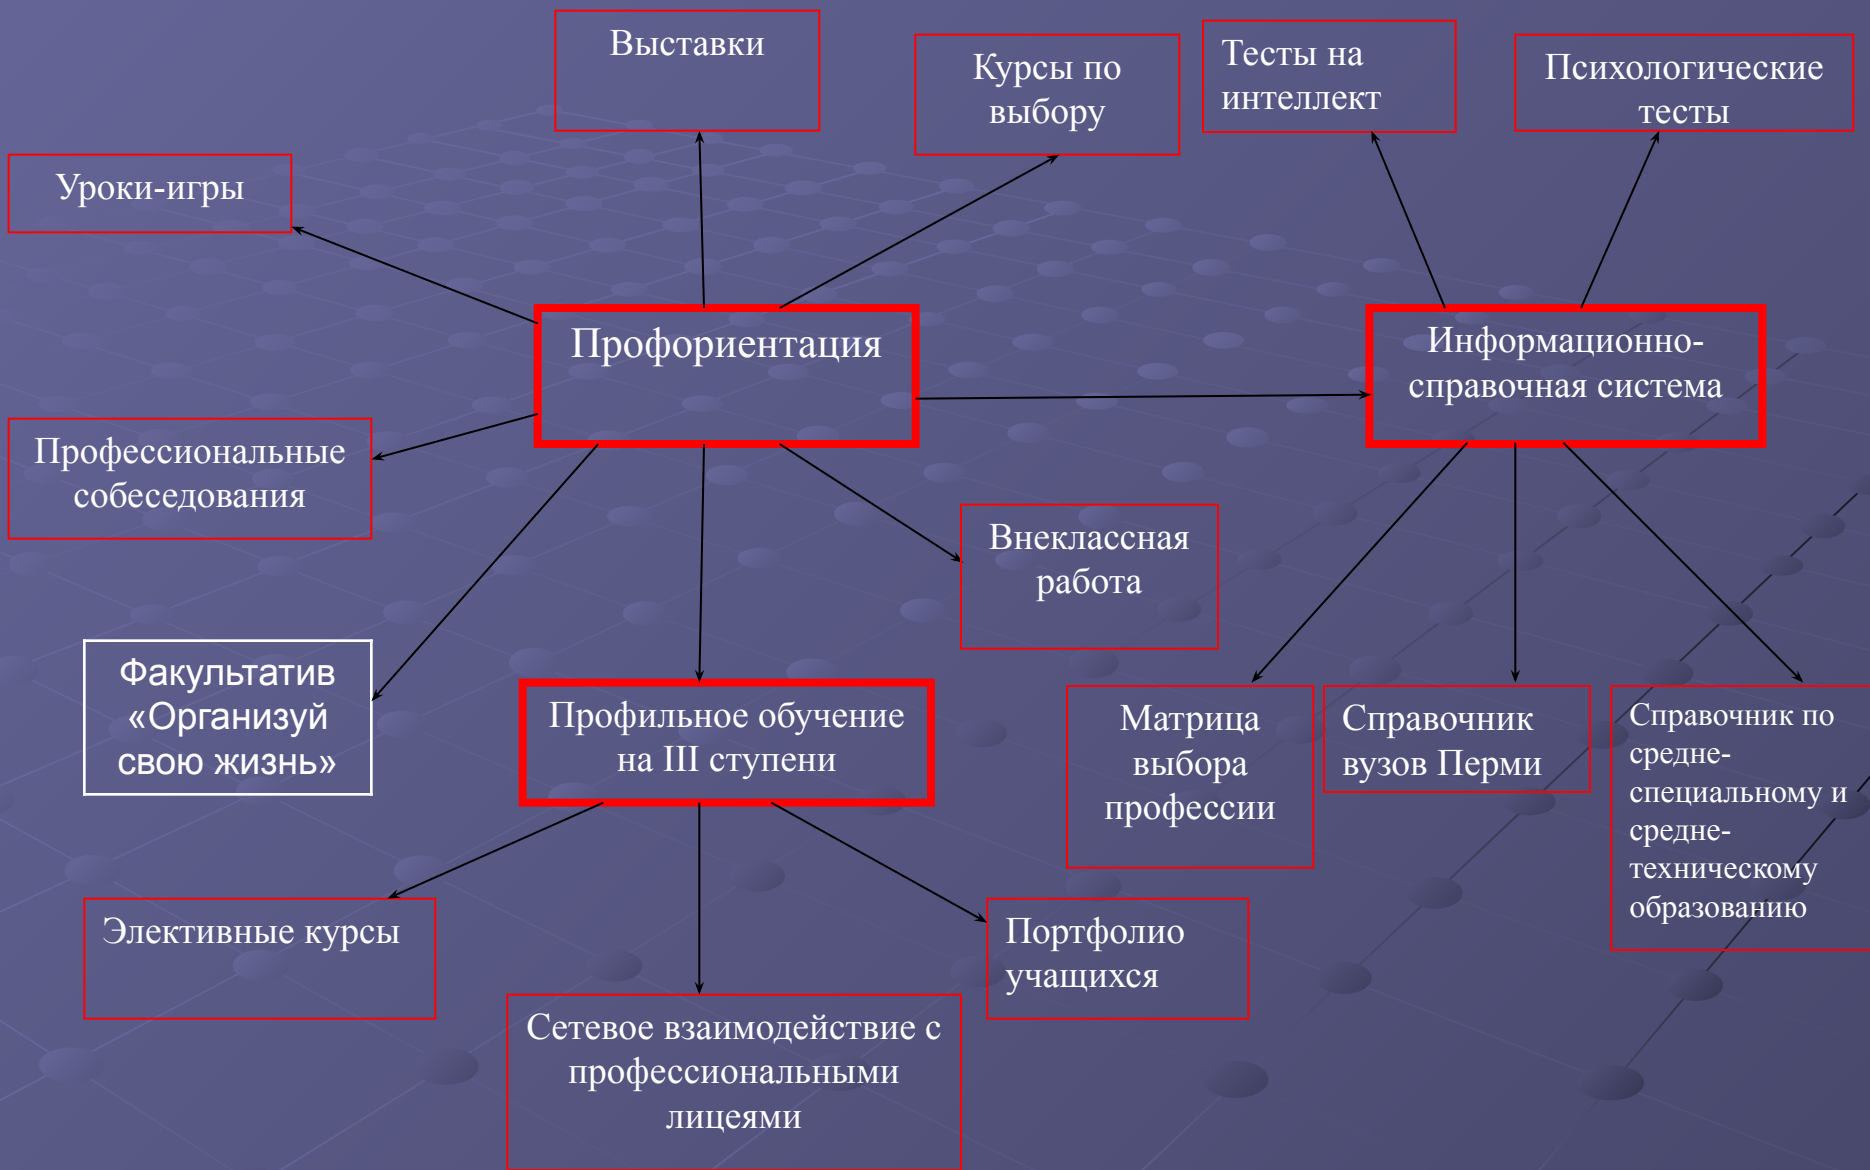 Выставки
Курсы по
выбору
Тесты на
интеллект
Психологические
тесты
Уроки-игры
Профориентация
Информационно-
справочная система
Профессиональные
собеседования
Внеклассная
работа
Факультатив
«Организуй
свою жизнь»
Профильное обучение
на III ступени
Матрица
выбора
профессии
Справочник
вузов Перми
Справочник по
средне-
специальному и
средне-
техническому
образованию
Элективные курсы
Сетевое взаимодействие с
профессиональными
лицеями
Портфолио
учащихся